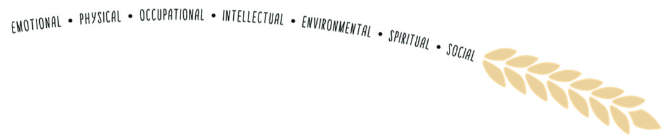 EMOTIONAL • PHYSICAL • OCCUPATIONAL • INTELLECTUAL • ENVIRONMENTAL • SPIRITUAL • SOCIAL